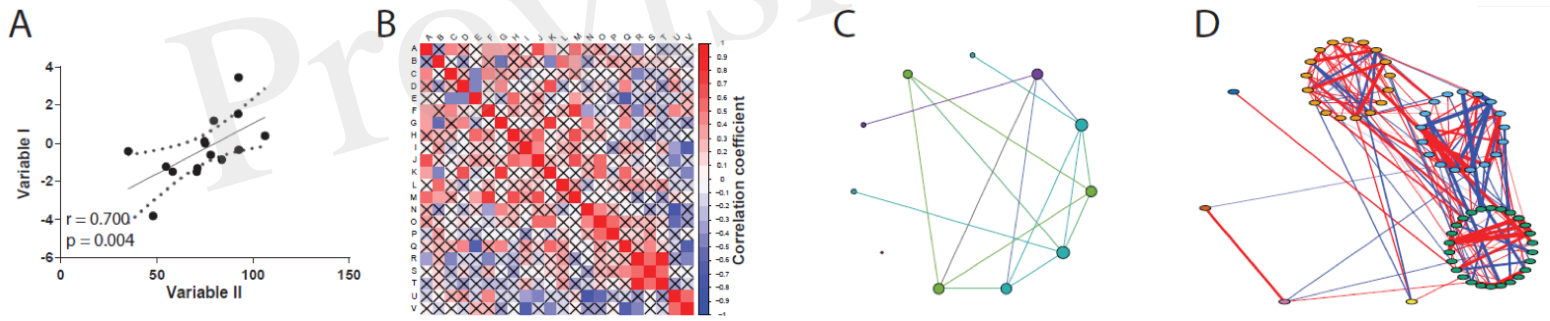 A
B
C
D
Provis
4
2
0
-2
-4
-6
Variable I
r = 0.700
p = 0.004
0
50
100
150
Variable II
A B C D E F G H I J K L M N O P Q R S T U V
A
B
C
D
E
F
G
H
I
J
K
L
M
N
O
P
Q
R
S
T
U
V
1
0.9
0.8
0.7
0.6
0.5
0.4
0.3
0.2
0.1
0
−0.1
−0.2
−0.3
−0.4
−0.5
−0.6
−0.7
−0.8
−0.9
−1
Correlation coefficient